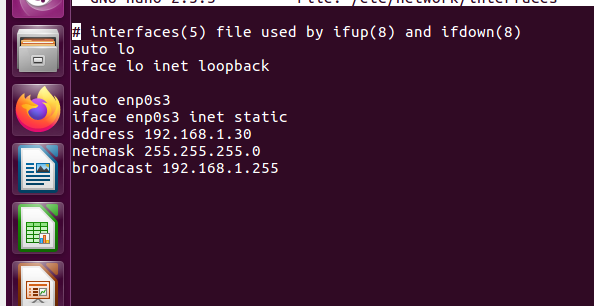 GNU nano 2.5.3 File: /etc/network/interfaces
# interfaces(5) file used by ifup(8) and ifdown(8)
auto lo
iface lo inet loopback
auto enp0s3
iface enp0s3 inet static
address 192.168.1.30
netmask 255.255.255.0
broadcast 192.168.1.255